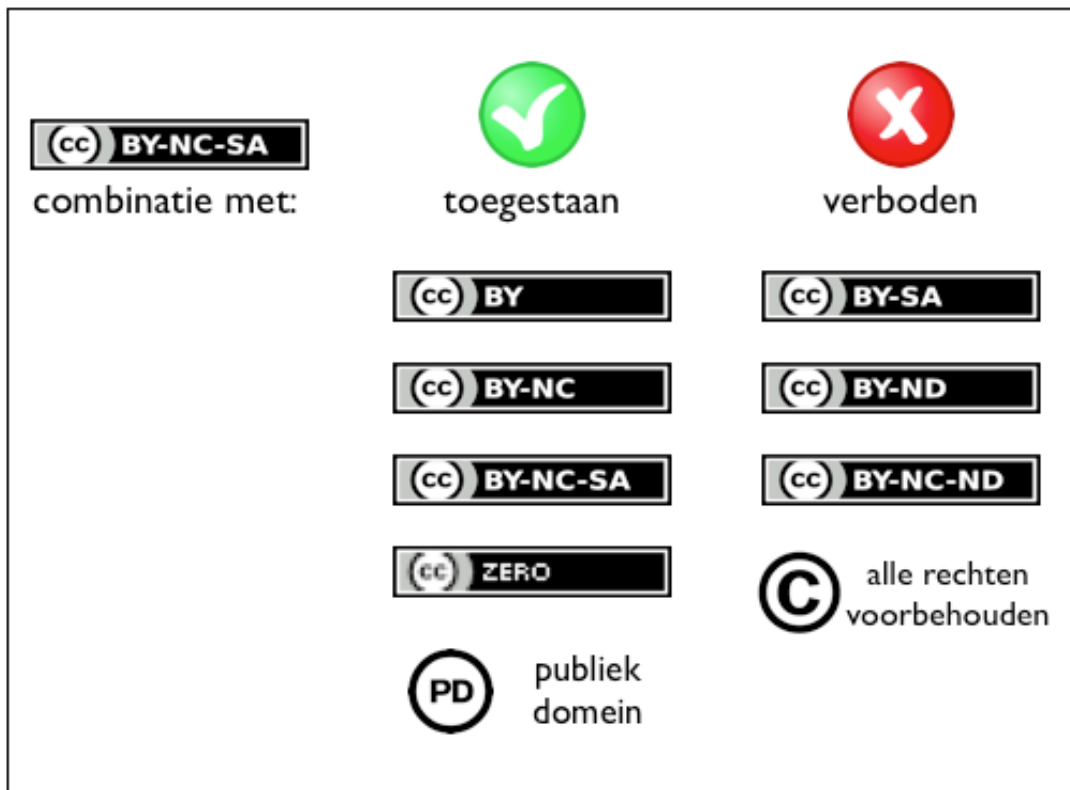 cc BY-NC-SA
combinatie met:
toegestaan
verboden
cc BY
cc BY-SA
cc BY-NC
cc BY-ND
cc BY-NC-SA
cc BY-NC-ND
cc ZERO
C alle rechten
voorbehouden
PD publiek
domein